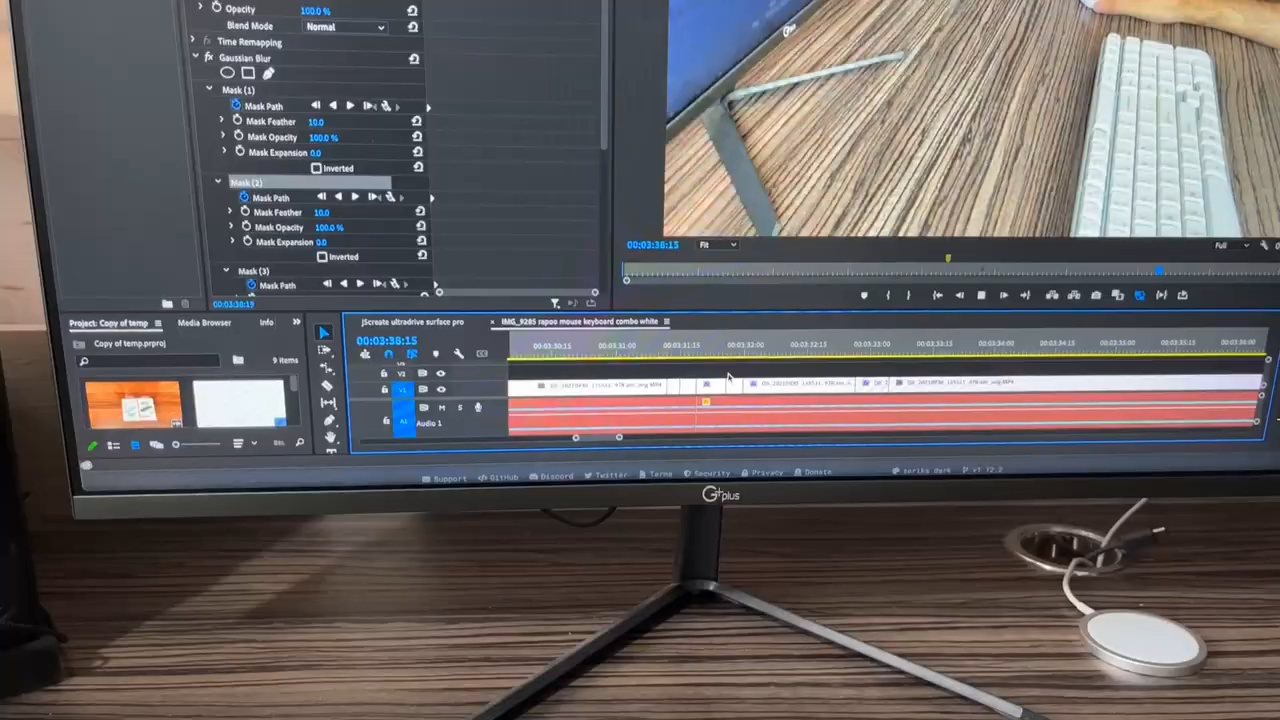 Opacity 100.0 %
Blend Mode Normal
Time Remapping
fx Gaussian Blur
Mask (1)
Mask Path
Mask Feather 10.0
Mask Opacity 100.0 %
Mask Expansion 0.0
Inverted
Mask (2)
Mask Path
Mask Feather 10.0
Mask Opacity 100.0 %
Mask Expansion 0.0
Inverted
Mask (3)
Mask Path
00:03:38:15
G+
00:03:38:15 Fit Full
Project: Copy of temp Media Browser Info
Copy of temp.prproj
9 items
JScreate ultradrive surface pro × IMG_9285 rapoo mouse keyboard combo white
00:03:38:15
00:03:30:15 00:03:31:00 00:03:31:15 00:03:32:00 00:03:32:15 00:03:33:00 00:03:33:15 00:03:34:00 00:03:34:15 00:03:35:00 00:03:35:15 00:03:36:00
V2
V1
M S
A1 Audio 1
Support GitHub Discord Twitter Terms Security Privacy Donate
G+plus